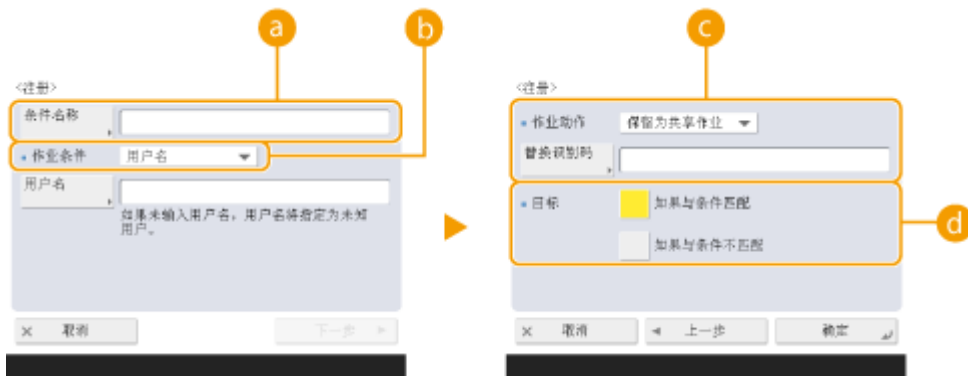 a
b
c
d
<注册>
条件名称
作业条件 用户名
用户名
如果未输入用户名，用户名将指定为未知
用户。
× 取消
下一步
<注册>
作业动作 保留为共享作业
替换识别码
目标 如果与条件匹配
如果与条件不匹配
× 取消
上一步
确定